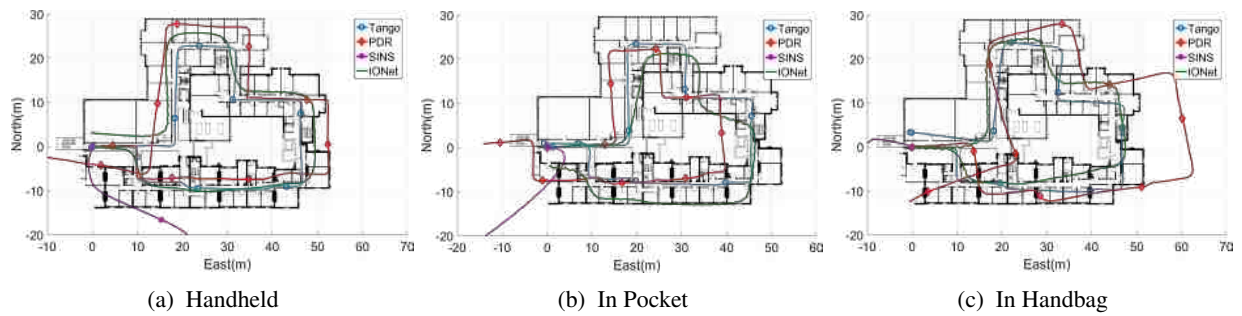 30
20
10
0
-10
-20
-10 0 10 20 30 40 50 60 70
North(m)
East(m)
Tango
PDR
SINS
IONet
(a) Handheld
30
20
10
0
-10
-20
-20 -10 0 10 20 30 40 50 60
North(m)
East(m)
Tango
PDR
SINS
IONet
(b) In Pocket
30
20
10
0
-10
-20
-10 0 10 20 30 40 50 60 70
North(m)
East(m)
Tango
PDR
SINS
IONet
(c) In Handbag